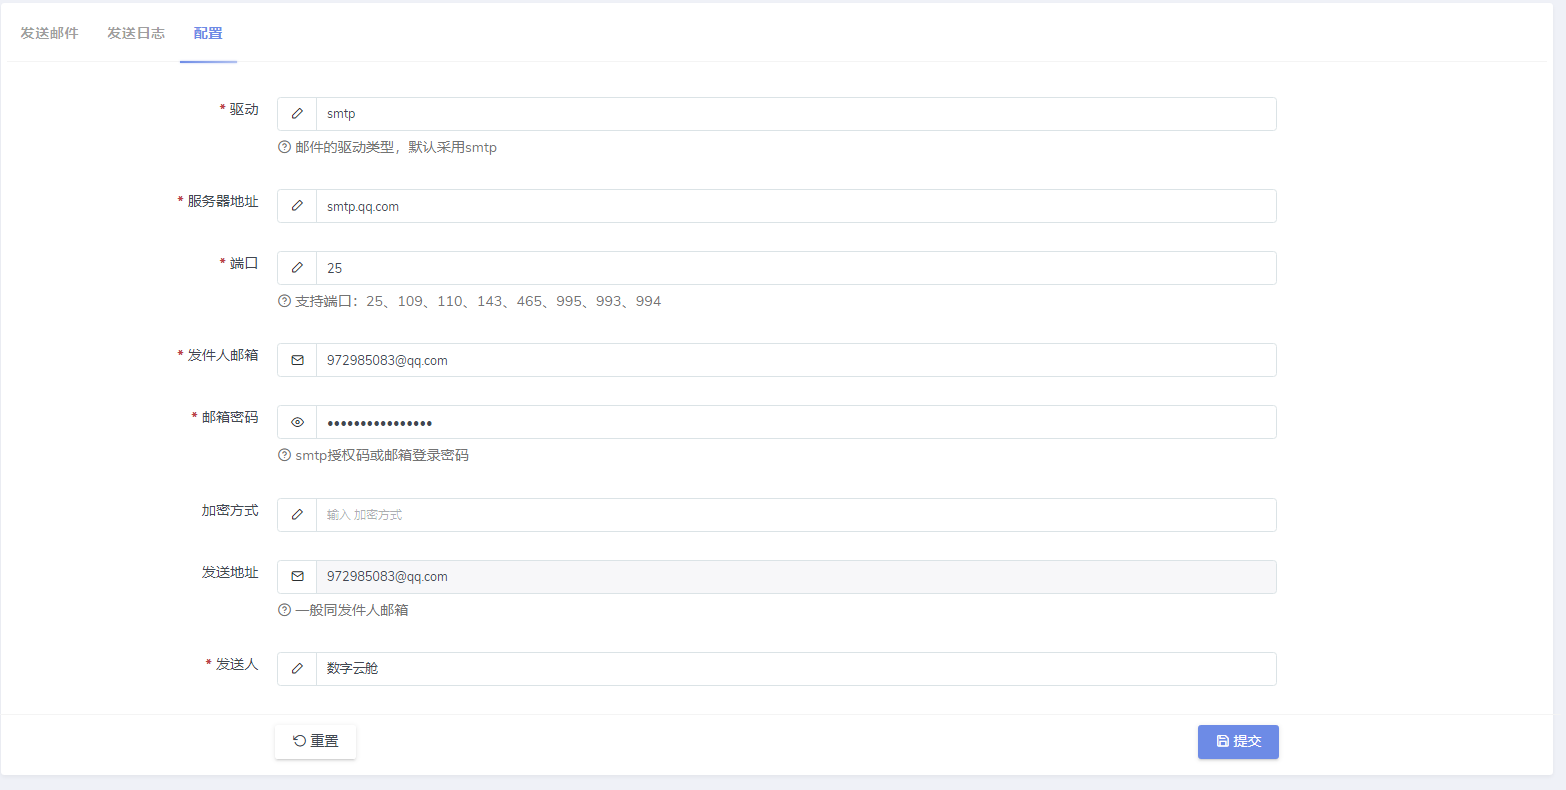 发送邮件 发送日志 配置
* 驱动 smtp
邮件的驱动类型，默认采用smtp
* 服务器地址 smtp.qq.com
* 端口 25
支持端口：25、109、110、143、465、995、993、994
* 发件人邮箱 972985083@qq.com
* 邮箱密码 ••••••••••••••••
smtp授权码或邮箱登录密码
加密方式 输入 加密方式
发送地址 972985083@qq.com
一般同发件人邮箱
* 发送人 数字云舱
重置 提交